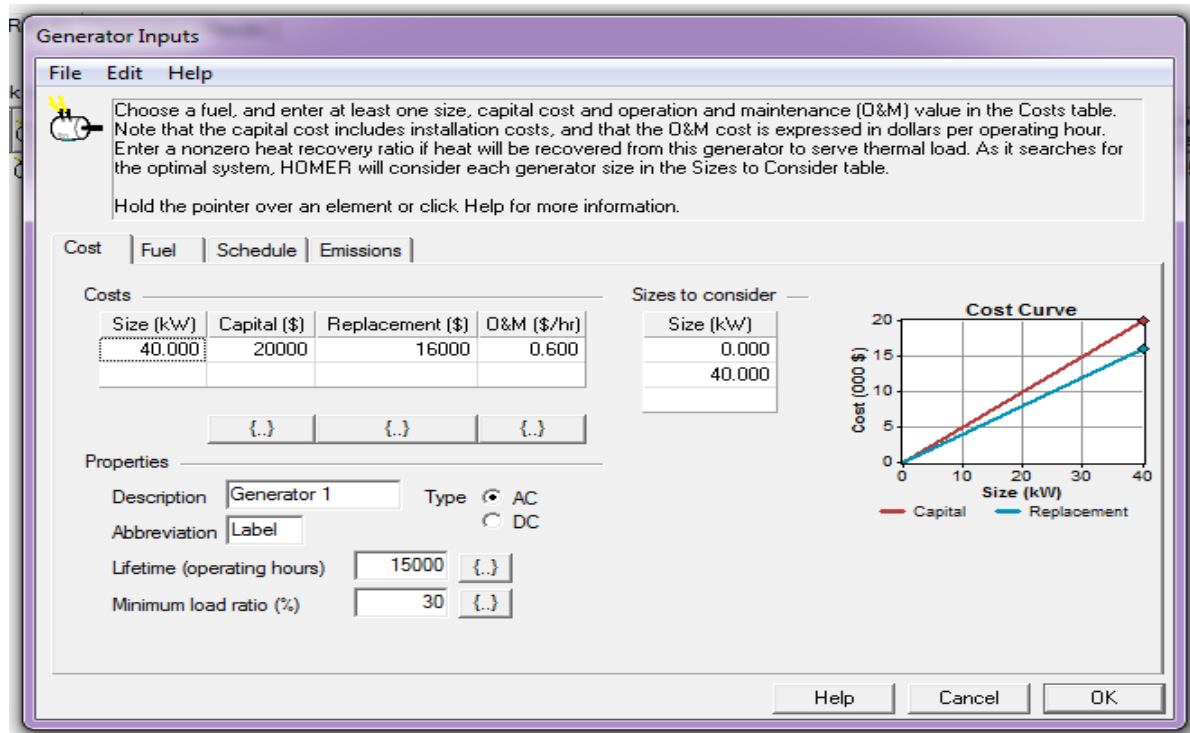 Generator Inputs
File Edit Help
Choose a fuel, and enter at least one size, capital cost and operation and maintenance (O&M) value in the Costs table.
Note that the capital cost includes installation costs, and that the O&M cost is expressed in dollars per operating hour.
Enter a nonzero heat recovery ratio if heat will be recovered from this generator to serve thermal load. As it searches for
the optimal system, HOMER will consider each generator size in the Sizes to Consider table.
Hold the pointer over an element or click Help for more information.
Cost Fuel Schedule Emissions
Costs
Size (kW) Capital ($) Replacement ($) O&M ($/hr)
40.000 20000 16000 0.600
{..} {..} {..}
Sizes to consider
Size (kW)
0.000
40.000
Cost Curve
Cost (000 $)
20
15
10
5
0
0 10 20 30 40
Size (kW)
Capital Replacement
Properties
Description Generator 1 Type AC
DC
Abbreviation Label
Lifetime (operating hours) 15000 {..}
Minimum load ratio (%) 30 {..}
Help Cancel OK